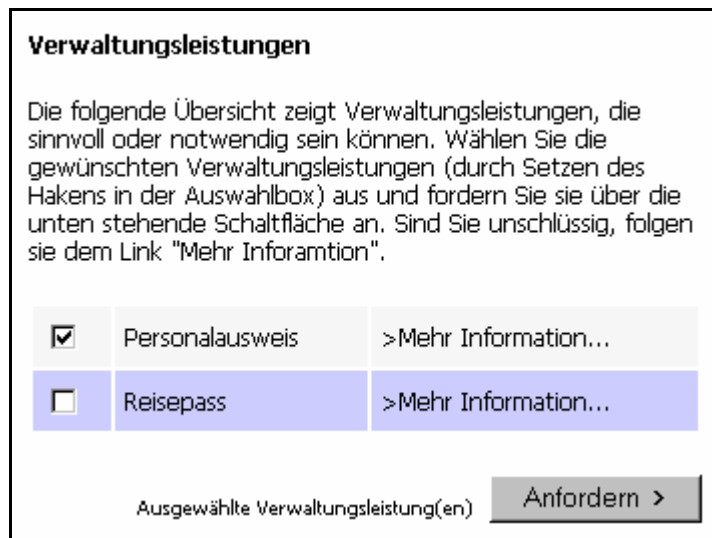 Verwaltungsleistungen
Die folgende Übersicht zeigt Verwaltungsleistungen, die
sinnvoll oder notwendig sein können. Wählen Sie die
gewünschten Verwaltungsleistungen (durch Setzen des
Hakens in der Auswahlbox) aus und fordern Sie sie über die
unten stehende Schaltfläche an. Sind Sie unschlüssig, folgen
sie dem Link "Mehr Inforamtion".
Personalausweis >Mehr Information...
Reisepass >Mehr Information...
Ausgewählte Verwaltungsleistung(en) Anfordern >